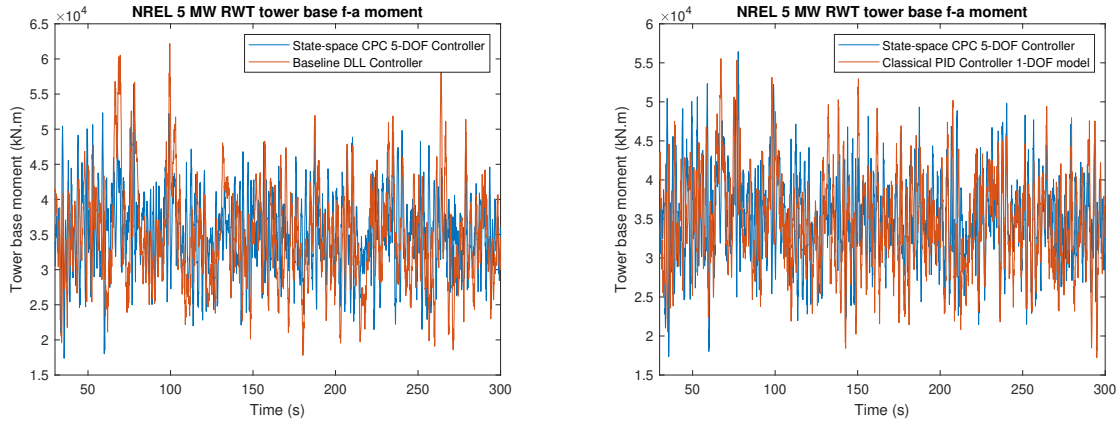 NREL 5 MW RWT tower base f-a moment
×10⁴
6.5
6
5.5
5
4.5
4
3.5
3
2.5
2
1.5
Tower base moment (kN.m)
State-space CPC 5-DOF Controller
Baseline DLL Controller
50 100 150 200 250 300
Time (s)
NREL 5 MW RWT tower base f-a moment
×10⁴
6
5.5
5
4.5
4
3.5
3
2.5
2
1.5
Tower base moment (kN.m)
State-space CPC 5-DOF Controller
Classical PID Controller 1-DOF model
50 100 150 200 250 300
Time (s)